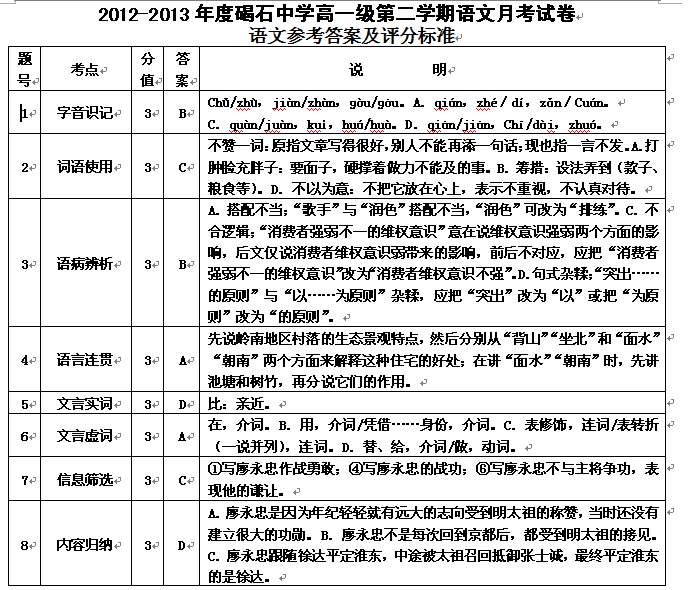 2012-2013年度碣石中学高一级第二学期语文月考试卷
语文参考答案及评分标准
题号 考点 分值 答案 说 明
1 字音识记 3 B Chǔ/zhù, jiàn/zhàn, gòu/gōu。A. qián, zhé / dí, zǎn / Cuán。
C. quàn/juàn, kuī, huá/huà。D. qiān/jiān, Chī/dài, zhuó。
2 词语使用 3 C 不赞一词：原指文章写得很好，别人不能再添一句话；现也指一言不发。A.打
肿脸充胖子：要面子，硬撑着做力不能及的事。B. 筹措：设法弄到（款子、
粮食等）。D. 不以为意：不把它放在心上，表示不重视，不认真对待。
3 语病辨析 3 B A. 搭配不当；“歌手”与“润色”搭配不当，“润色”可改为“排练”。C. 不
合逻辑；“消费者强弱不一的维权意识”意在说维权意识强弱两个方面的影
响，后文仅说消费者维权意识弱带来的影响，前后不对应，应把“消费者
强弱不一的维权意识”改为“消费者维权意识不强”。D.句式杂糅；“突出……
的原则”与“以……为原则”杂糅，应把“突出”改为“以”或把“为原
则”改为“的原则”。
4 语言连贯 3 A 先说岭南地区村落的生态景观特点，然后分别从“背山”“坐北”和“面水”
“朝南”两个方面来解释这种住宅的好处；在讲“面水”“朝南”时，先讲
池塘和树竹，再分说它们的作用。
5 文言实词 3 D 比：亲近。
6 文言虚词 3 A 在，介词。B. 用，介词/凭借……身份，介词。C. 表修饰，连词/表转折
（一说并列），连词。D. 替、给，介词/做，动词。
7 信息筛选 3 C ①写廖永忠作战勇敢；④写廖永忠的战功；⑥写廖永忠不与主将争功，表
现他的谦让。
8 内容归纳 3 D A. 廖永忠是因为年纪轻轻就有远大的志向受到明太祖的称赞，当时还没有
建立很大的功勋。B. 廖永忠不是每次回到京都后，都受到明太祖的接见。
C. 廖永忠跟随徐达平定淮东，中途被太祖召回抵御张士诚，最终平定淮东
的是徐达。